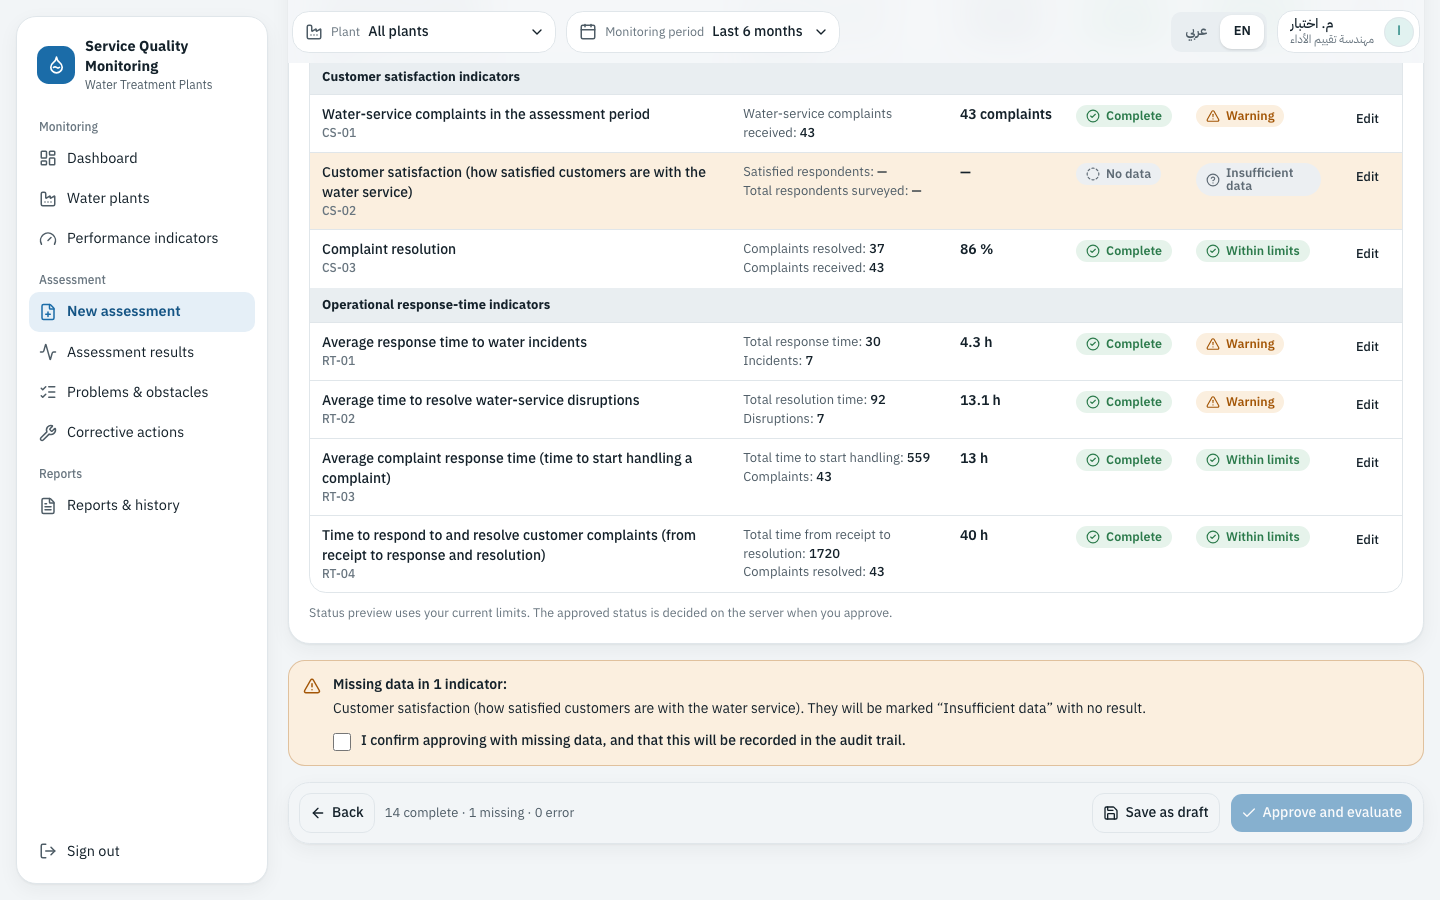 Service Quality
Monitoring
Water Treatment Plants
Monitoring
Dashboard
Water plants
Performance indicators
Assessment
New assessment
Assessment results
Problems & obstacles
Corrective actions
Reports
Reports & history
Sign out
Plant All plants
Monitoring period Last 6 months
عربي
EN
م. اختبار
مهندسة تقييم الأداء
ا
Customer satisfaction indicators
Water-service complaints in the assessment period
CS-01
Water-service complaints
received: 43
43 complaints
Complete
Warning
Edit
Customer satisfaction (how satisfied customers are with the
water service)
CS-02
Satisfied respondents: —
Total respondents surveyed: —
—
No data
Insufficient
data
Edit
Complaint resolution
CS-03
Complaints resolved: 37
Complaints received: 43
86 %
Complete
Within limits
Edit
Operational response-time indicators
Average response time to water incidents
RT-01
Total response time: 30
Incidents: 7
4.3 h
Complete
Warning
Edit
Average time to resolve water-service disruptions
RT-02
Total resolution time: 92
Disruptions: 7
13.1 h
Complete
Warning
Edit
Average complaint response time (time to start handling a
complaint)
RT-03
Total time to start handling: 559
Complaints: 43
13 h
Complete
Within limits
Edit
Time to respond to and resolve customer complaints (from
receipt to response and resolution)
RT-04
Total time from receipt to
resolution: 1720
Complaints resolved: 43
40 h
Complete
Within limits
Edit
Status preview uses your current limits. The approved status is decided on the server when you approve.
Missing data in 1 indicator:
Customer satisfaction (how satisfied customers are with the water service). They will be marked “Insufficient data” with no result.
I confirm approving with missing data, and that this will be recorded in the audit trail.
Back
14 complete · 1 missing · 0 error
Save as draft
Approve and evaluate